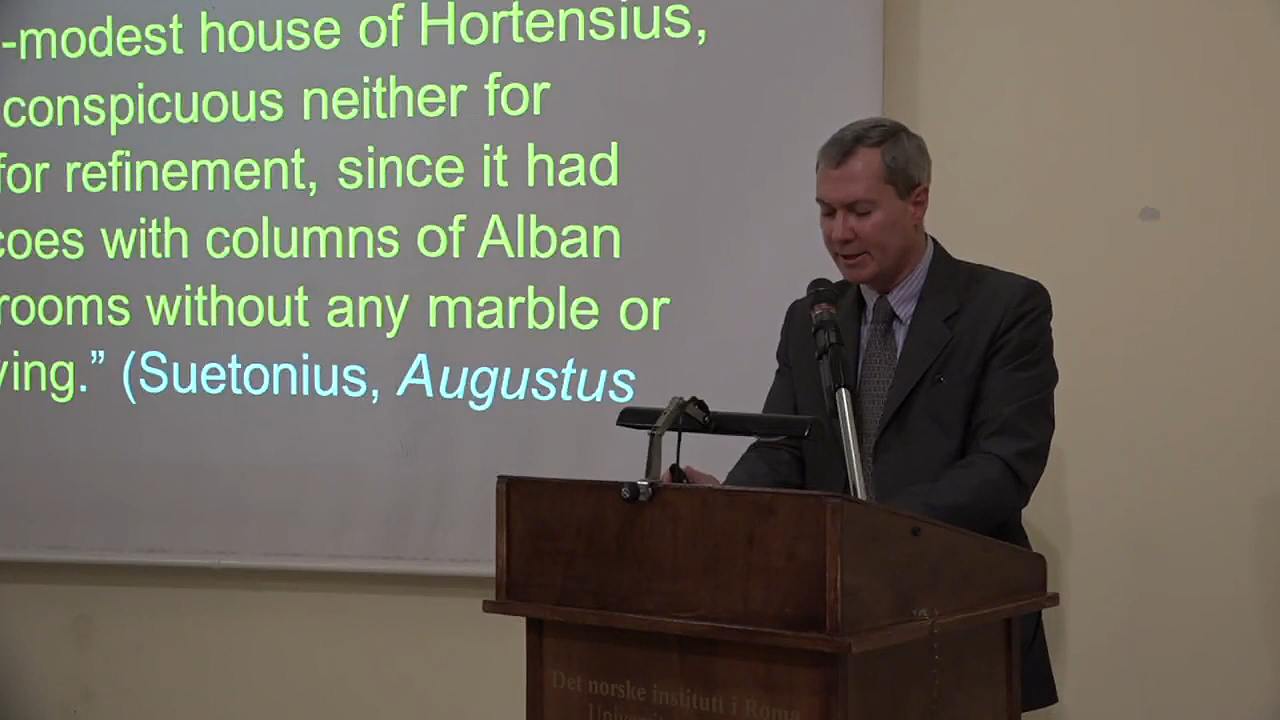 -modest house of Hortensius,
conspicuous neither for
for refinement, since it had
coes with columns of Alban
rooms without any marble or
ying.” (Suetonius, Augustus
Det norske institutt i Roma